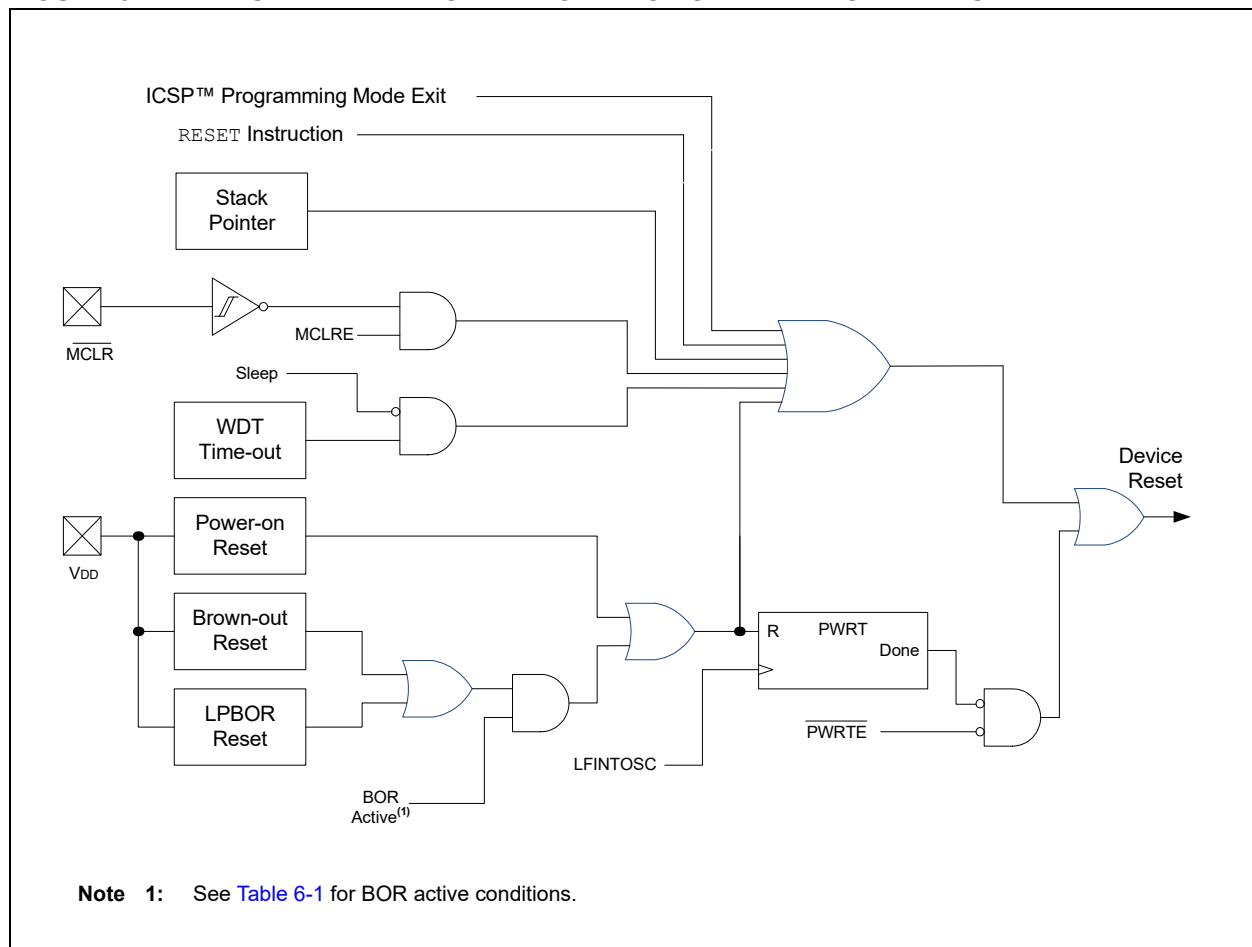 ICSP™ Programming Mode Exit
RESET Instruction
Stack
Pointer
MCLR
MCLRE
Sleep
WDT
Time-out
Device
Reset
VDD
Power-on
Reset
Brown-out
Reset
LPBOR
Reset
R
PWRT
Done
PWRTE
LFINTOSC
BOR
Active(1)
Note 1: See Table 6-1 for BOR active conditions.